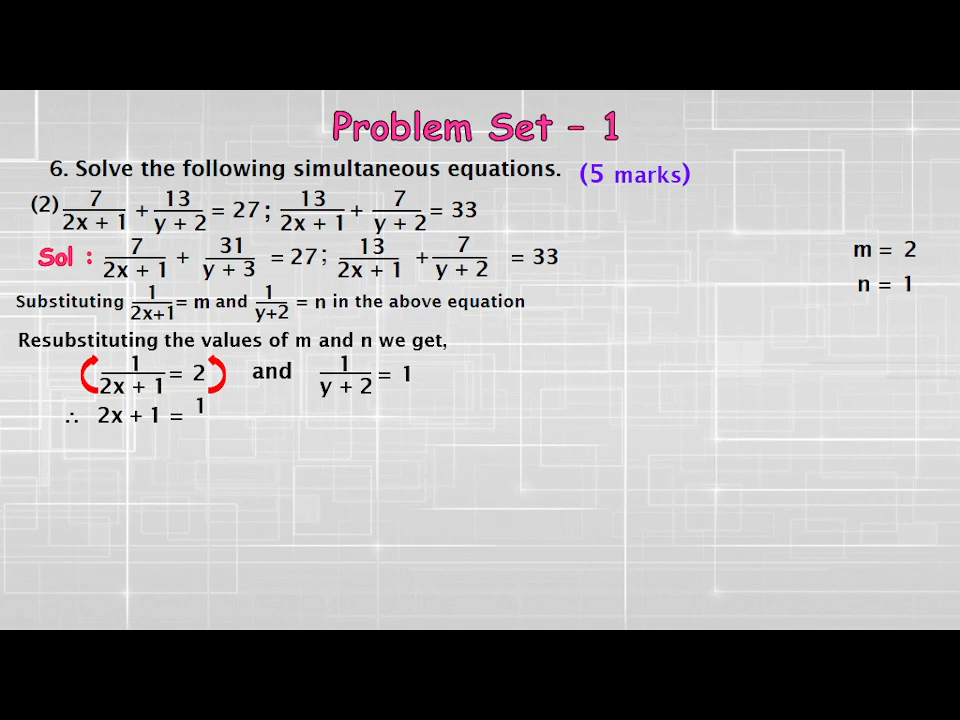 Problem Set - 1
6. Solve the following simultaneous equations. (5 marks)
(2) 7/(2x + 1) + 13/(y + 2) = 27 ; 13/(2x + 1) + 7/(y + 2) = 33
Sol : 7/(2x + 1) + 31/(y + 3) = 27 ; 13/(2x + 1) + 7/(y + 2) = 33
m = 2
n = 1
Substituting 1/(2x+1) = m and 1/(y+2) = n in the above equation
Resubstituting the values of m and n we get,
1/(2x + 1) = 2 and 1/(y + 2) = 1
∴ 2x + 1 = 1